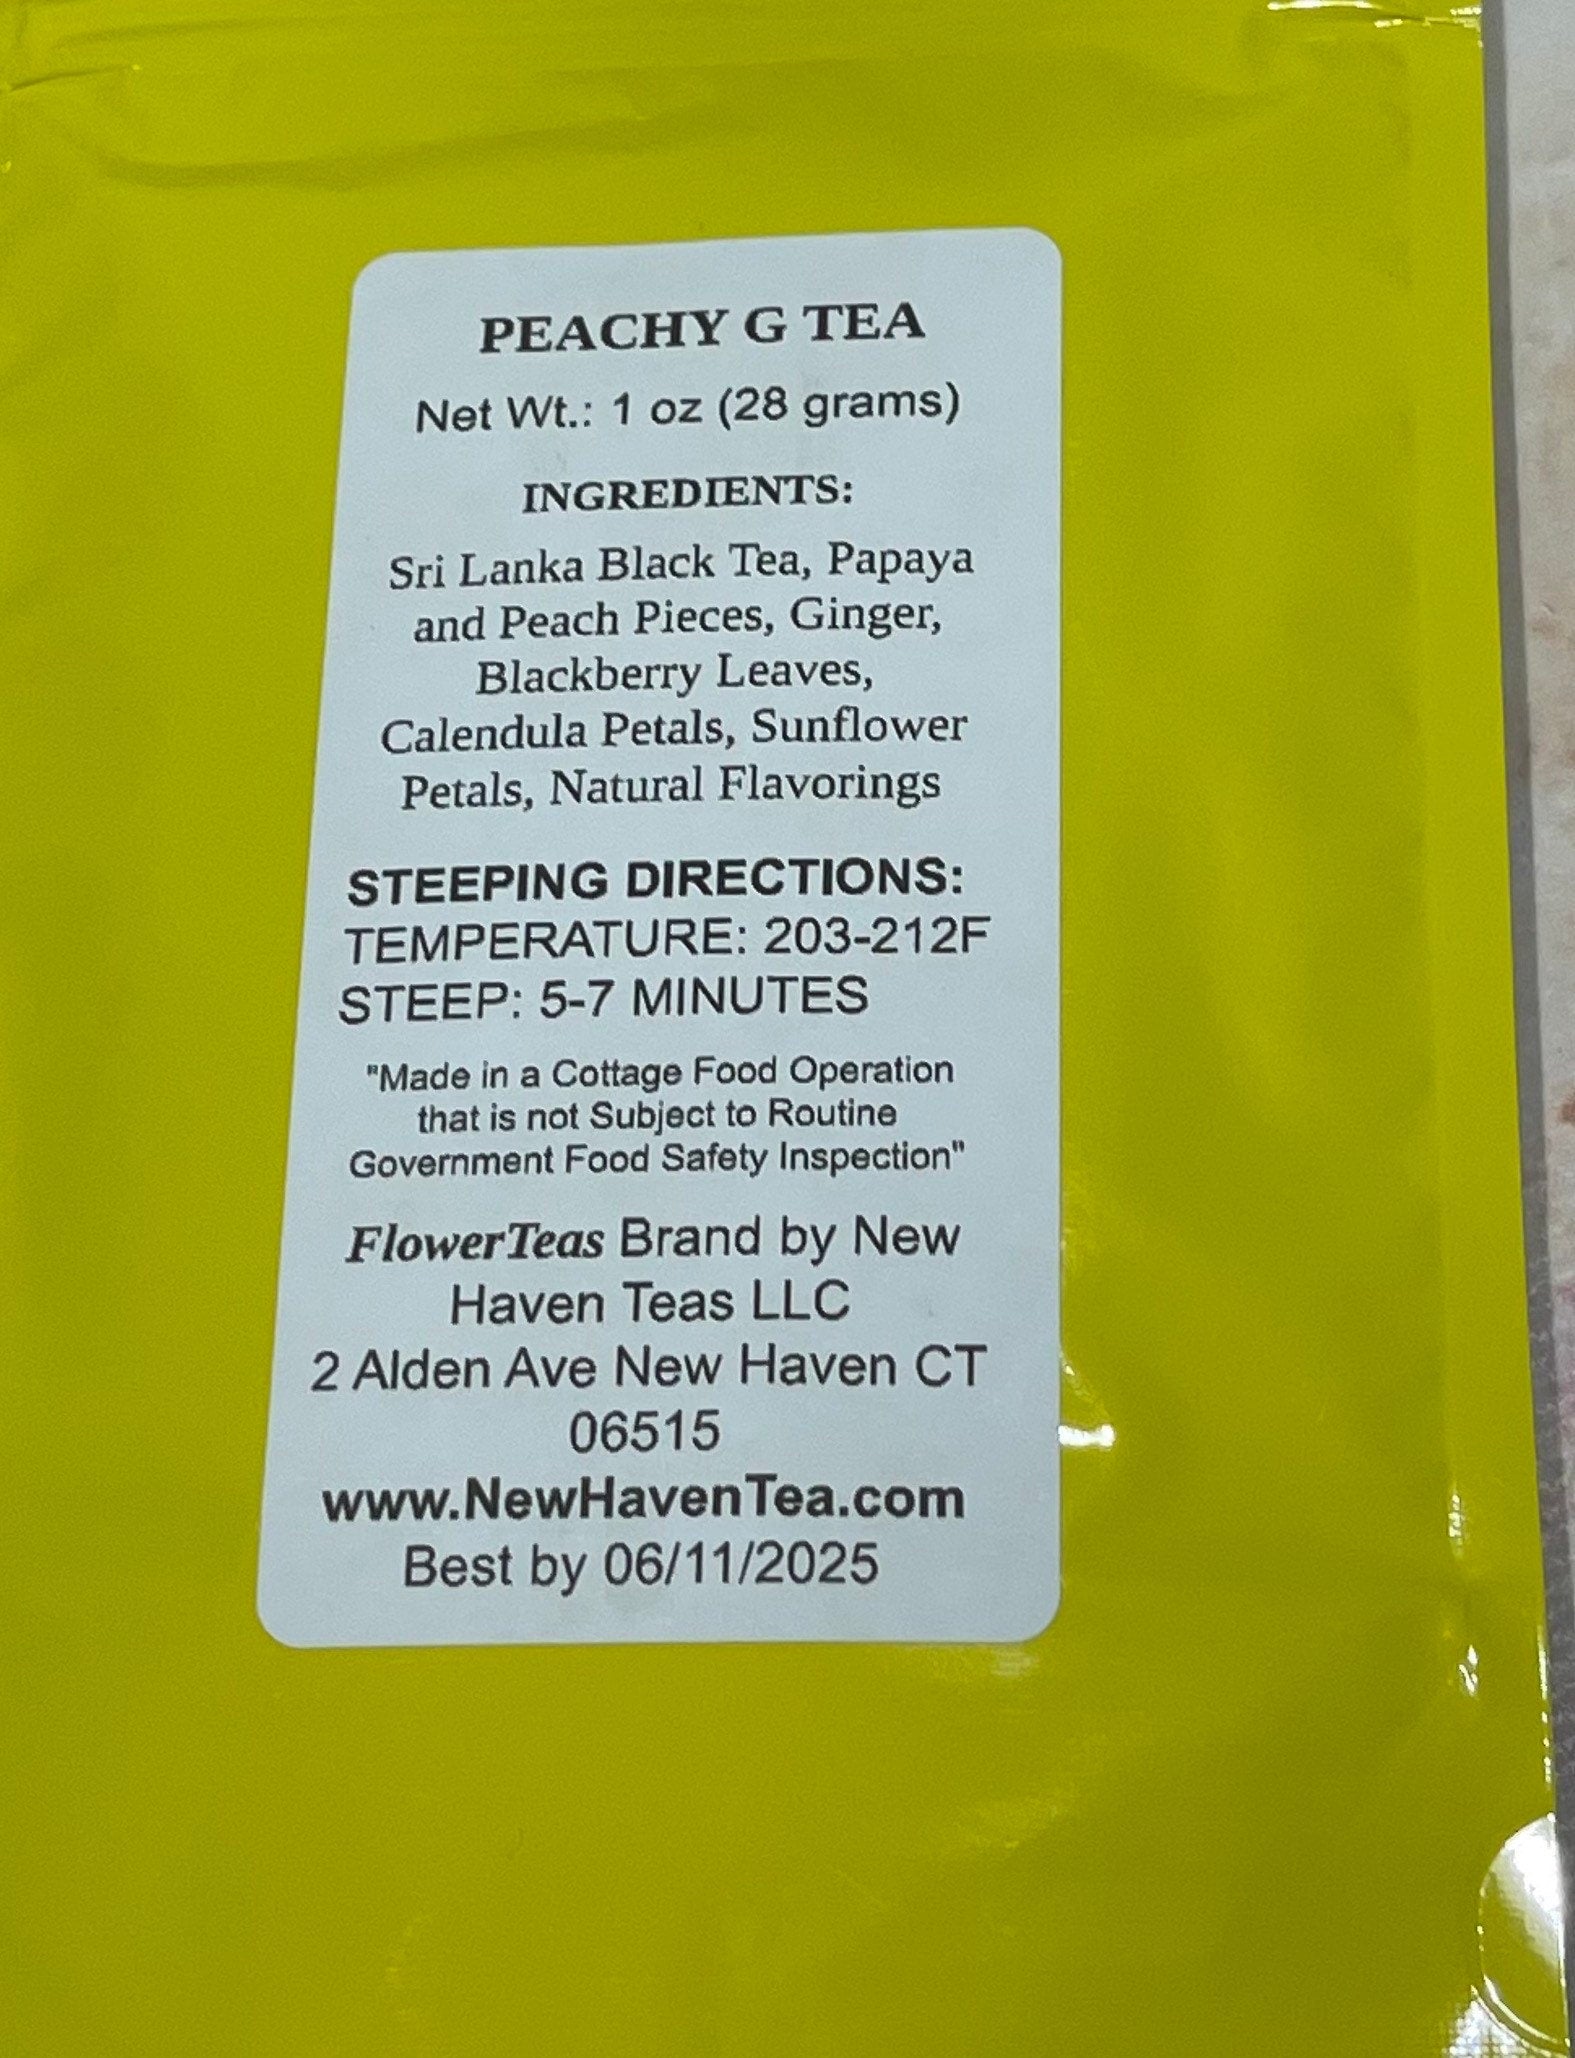 PEACHY G TEA
Net Wt.: 1 oz (28 grams)
INGREDIENTS:
Sri Lanka Black Tea, Papaya
and Peach Pieces, Ginger,
Blackberry Leaves,
Calendula Petals, Sunflower
Petals, Natural Flavorings
STEEPING DIRECTIONS:
TEMPERATURE: 203-212F
STEEP: 5-7 MINUTES
"Made in a Cottage Food Operation
that is not Subject to Routine
Government Food Safety Inspection"
FlowerTeas Brand by New
Haven Teas LLC
2 Alden Ave New Haven CT
06515
www.NewHavenTea.com
Best by 06/11/2025